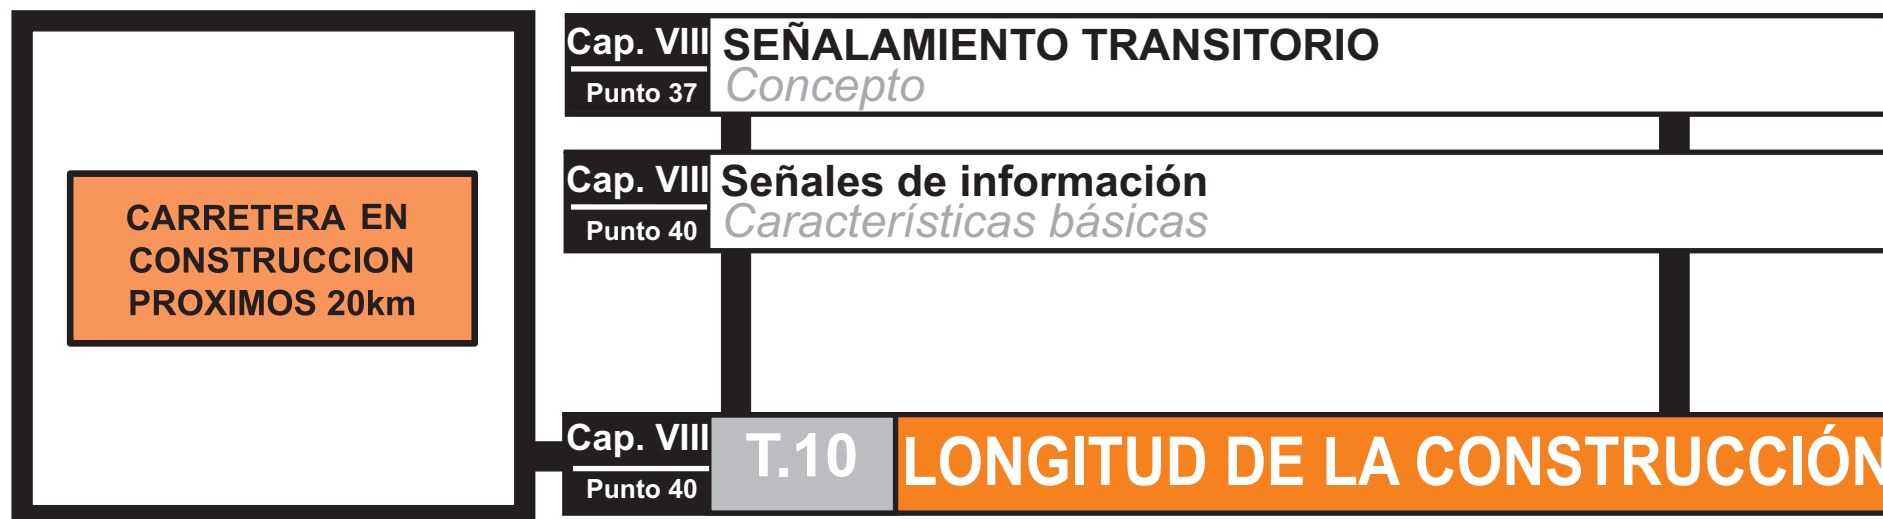 CARRETERA EN
CONSTRUCCION
PROXIMOS 20km
Cap. VIII
Punto 37
SEÑALAMIENTO TRANSITORIO
Concepto
Cap. VIII
Punto 40
Señales de información
Características básicas
Cap. VIII
Punto 40
T.10
LONGITUD DE LA CONSTRUCCIÓN